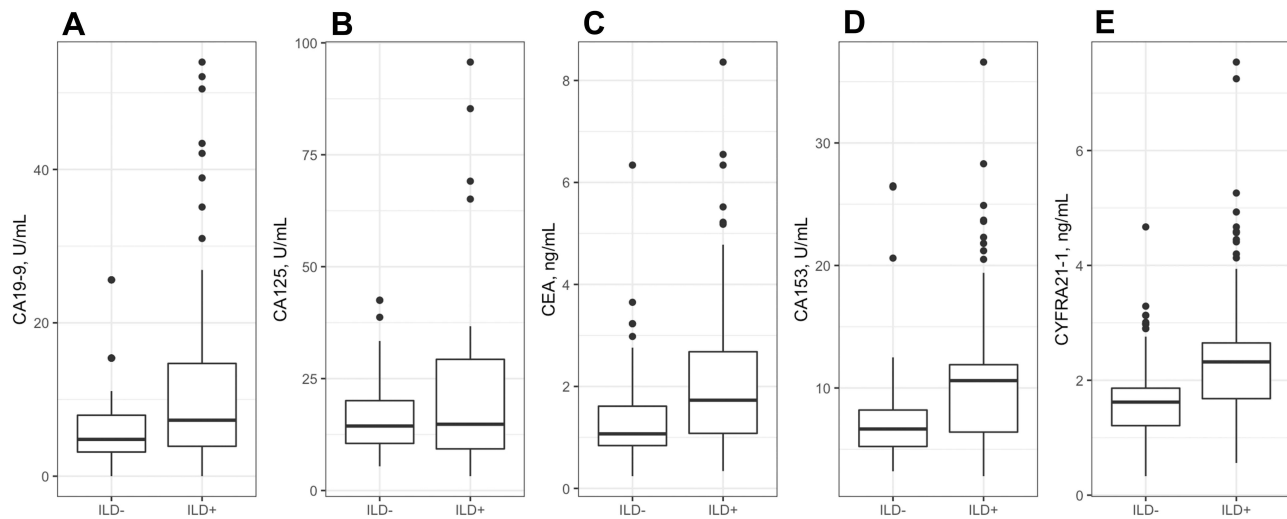 A
CA19-9, U/mL
40
20
0
ILD-
ILD+
B
CA125, U/mL
100
75
50
25
0
ILD-
ILD+
C
CEA, ng/mL
8
6
4
2
0
ILD-
ILD+
D
CA153, U/mL
30
20
10
ILD-
ILD+
E
CYFRA21-1, ng/mL
6
4
2
0
ILD-
ILD+